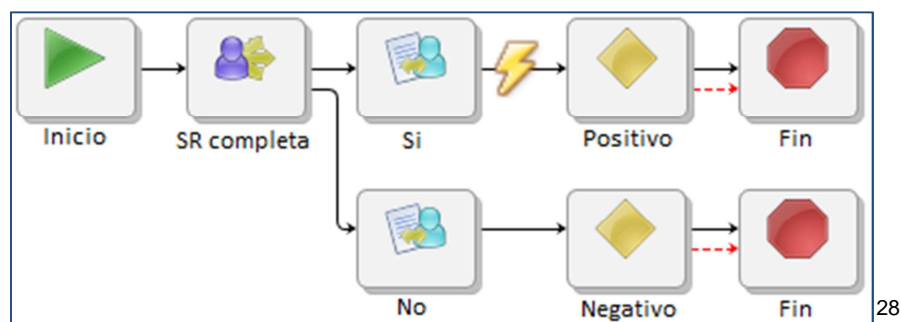 Inicio
SR completa
Si
Positivo
Fin
No
Negativo
Fin
28